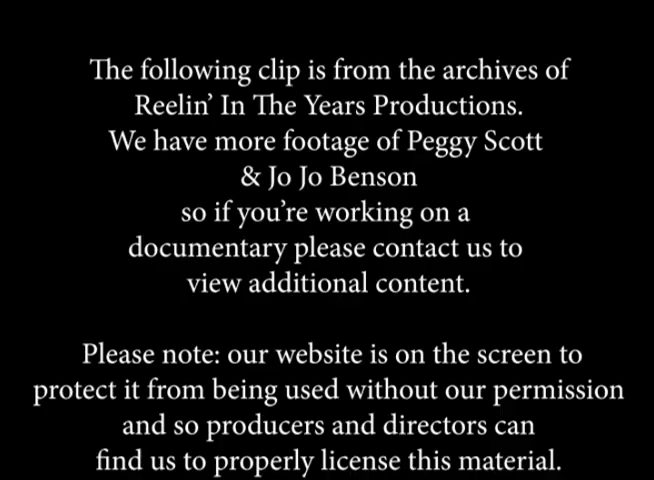 The following clip is from the archives of
Reelin’ In The Years Productions.
We have more footage of Peggy Scott
& Jo Jo Benson
so if you’re working on a
documentary please contact us to
view additional content.
Please note: our website is on the screen to
protect it from being used without our permission
and so producers and directors can
find us to properly license this material.